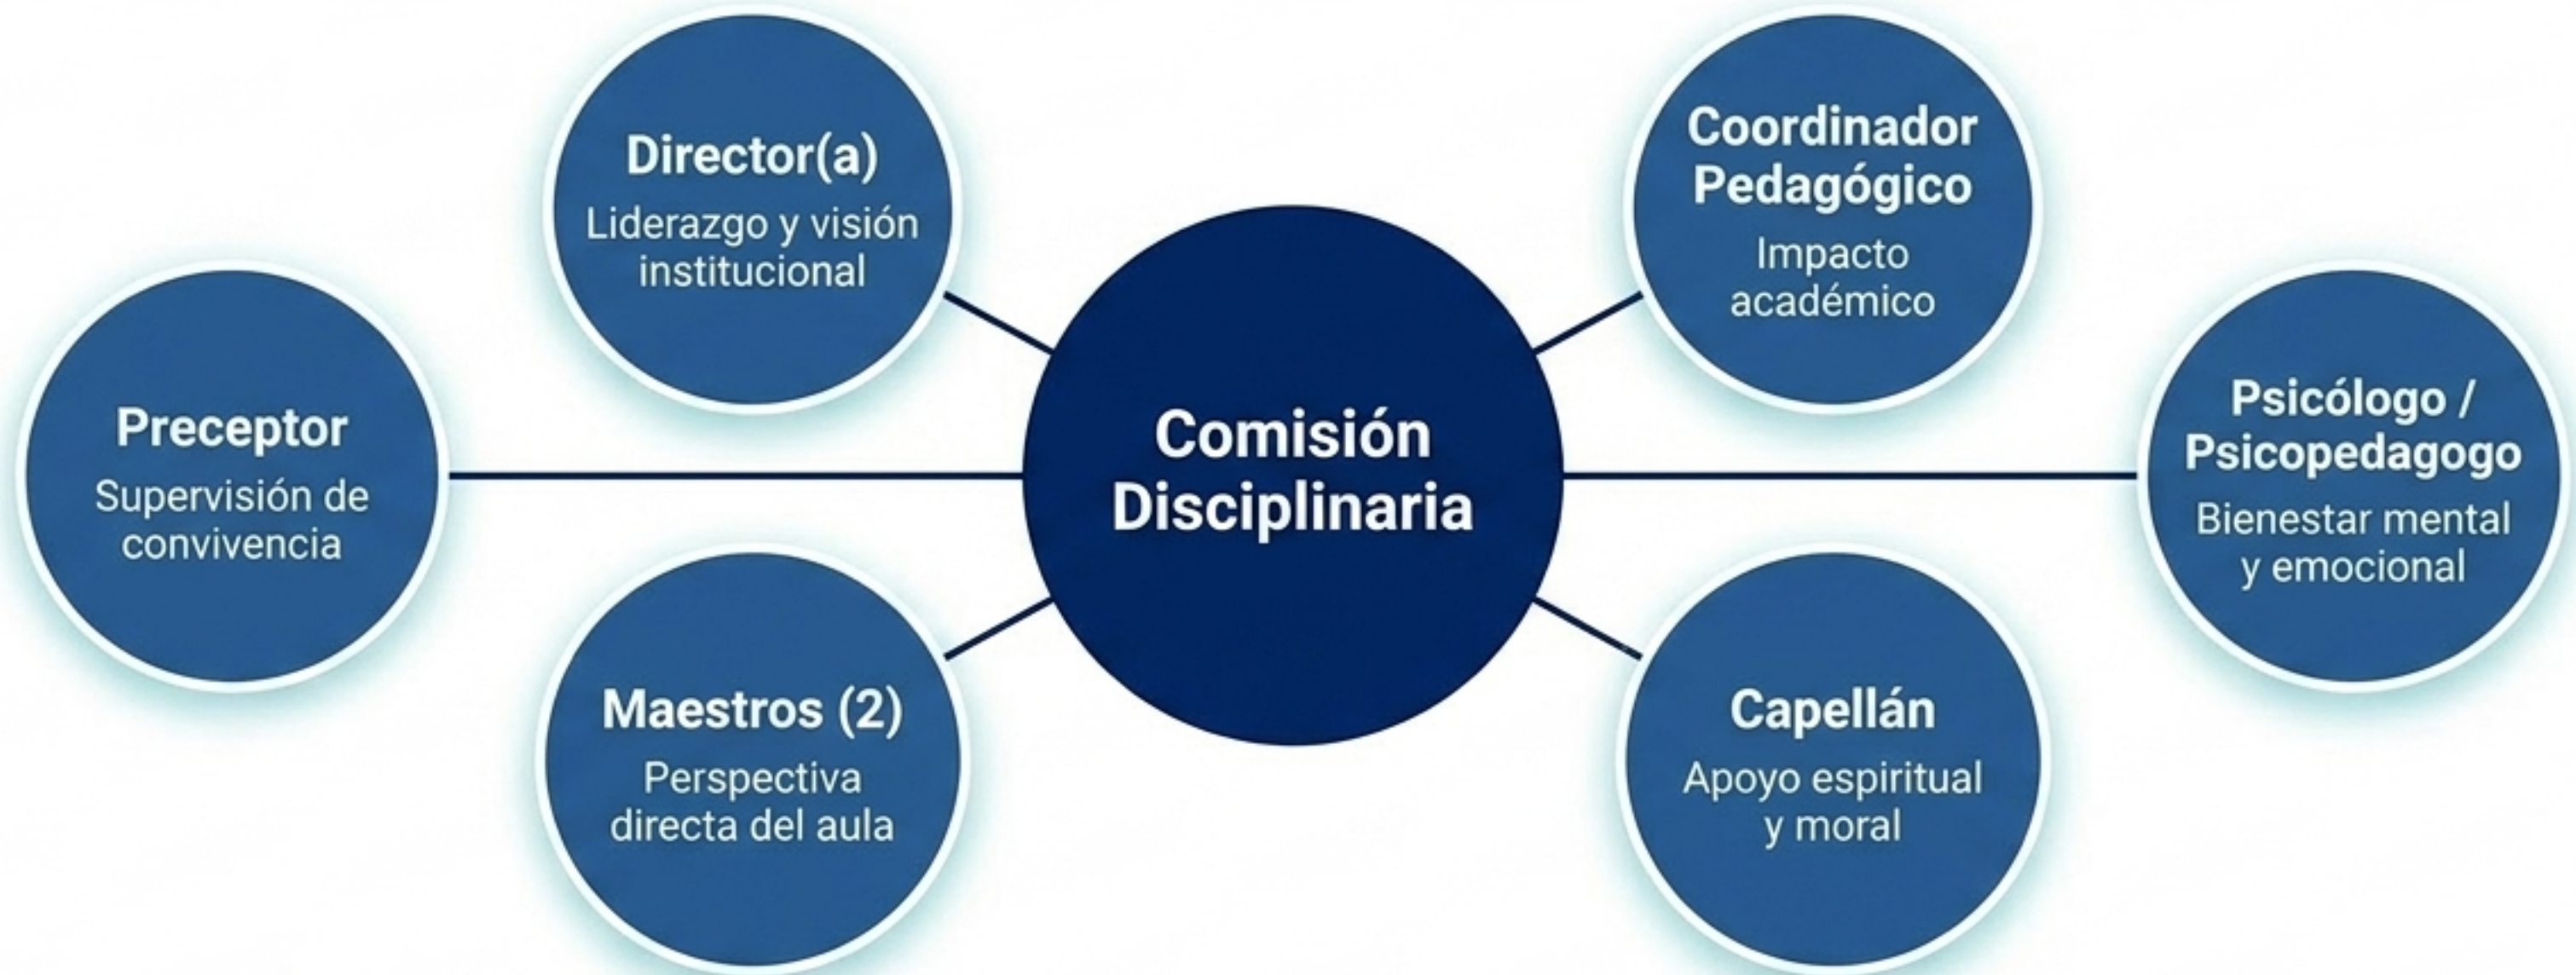 Director(a)
Liderazgo y visión
institucional
Coordinador
Pedagógico
Impacto
académico
Preceptor
Supervisión de
convivencia
Comisión
Disciplinaria
Psicólogo /
Psicopedagogo
Bienestar mental
y emocional
Maestros (2)
Perspectiva
directa del aula
Capellán
Apoyo espiritual
y moral